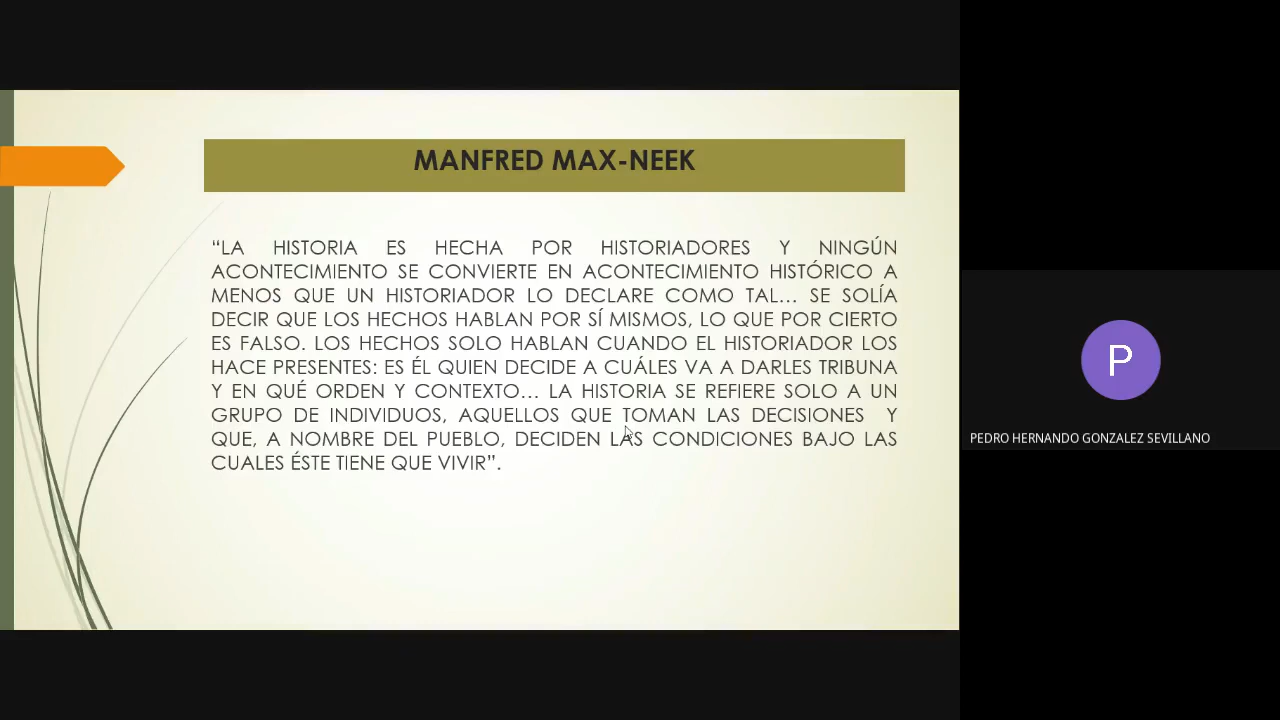 MANFRED MAX-NEEK
“LA HISTORIA ES HECHA POR HISTORIADORES Y NINGÚN
ACONTECIMIENTO SE CONVIERTE EN ACONTECIMIENTO HISTÓRICO A
MENOS QUE UN HISTORIADOR LO DECLARE COMO TAL… SE SOLÍA
DECIR QUE LOS HECHOS HABLAN POR SÍ MISMOS, LO QUE POR CIERTO
ES FALSO. LOS HECHOS SOLO HABLAN CUANDO EL HISTORIADOR LOS
HACE PRESENTES: ES ÉL QUIEN DECIDE A CUÁLES VA A DARLES TRIBUNA
Y EN QUÉ ORDEN Y CONTEXTO… LA HISTORIA SE REFIERE SOLO A UN
GRUPO DE INDIVIDUOS, AQUELLOS QUE TOMAN LAS DECISIONES Y
QUE, A NOMBRE DEL PUEBLO, DECIDEN LAS CONDICIONES BAJO LAS
CUALES ÉSTE TIENE QUE VIVIR”.
P
PEDRO HERNANDO GONZALEZ SEVILLANO